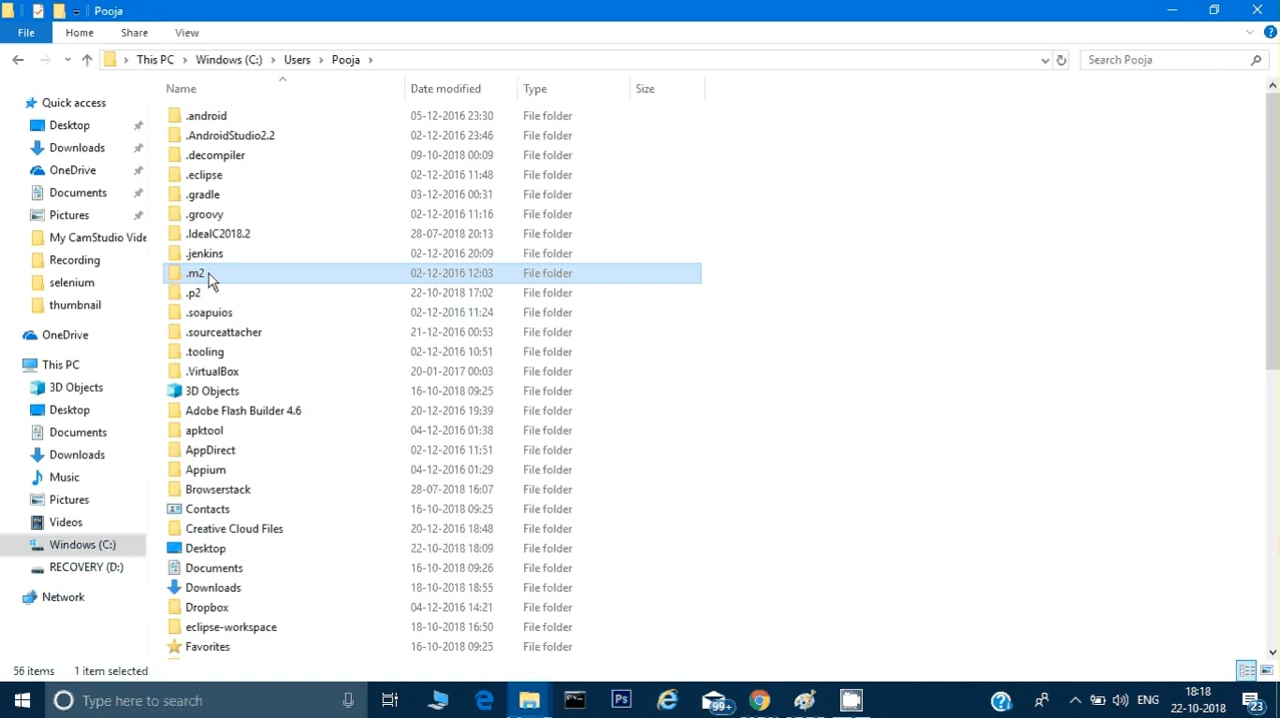 Pooja
File Home Share View
This PC Windows (C:) Users Pooja Search Pooja
Name Date modified Type Size
Quick access
Desktop
Downloads
OneDrive
Documents
Pictures
My CamStudio Vide
Recording
selenium
thumbnail
OneDrive
This PC
3D Objects
Desktop
Documents
Downloads
Music
Pictures
Videos
Windows (C:)
RECOVERY (D:)
Network
.android 05-12-2016 23:30 File folder
.AndroidStudio2.2 02-12-2016 23:46 File folder
.decompiler 09-10-2018 00:09 File folder
.eclipse 02-12-2016 11:48 File folder
.gradle 03-12-2016 00:31 File folder
.groovy 02-12-2016 11:16 File folder
.IdeaIC2018.2 28-07-2018 20:13 File folder
.jenkins 02-12-2016 20:09 File folder
.m2 02-12-2016 12:03 File folder
.p2 22-10-2018 17:02 File folder
.soapuios 02-12-2016 11:24 File folder
.sourceattacher 21-12-2016 00:53 File folder
.tooling 02-12-2016 10:51 File folder
.VirtualBox 20-01-2017 00:03 File folder
3D Objects 16-10-2018 09:25 File folder
Adobe Flash Builder 4.6 20-12-2016 19:39 File folder
apktool 04-12-2016 01:38 File folder
AppDirect 02-12-2016 11:51 File folder
Appium 04-12-2016 01:29 File folder
Browserstack 28-07-2018 16:07 File folder
Contacts 16-10-2018 09:25 File folder
Creative Cloud Files 20-12-2016 18:48 File folder
Desktop 22-10-2018 18:09 File folder
Documents 16-10-2018 09:26 File folder
Downloads 18-10-2018 18:55 File folder
Dropbox 04-12-2016 14:21 File folder
eclipse-workspace 18-10-2018 16:50 File folder
Favorites 16-10-2018 09:25 File folder
56 items 1 item selected
Type here to search Ps 99+ ENG 18:18
22-10-2018 23